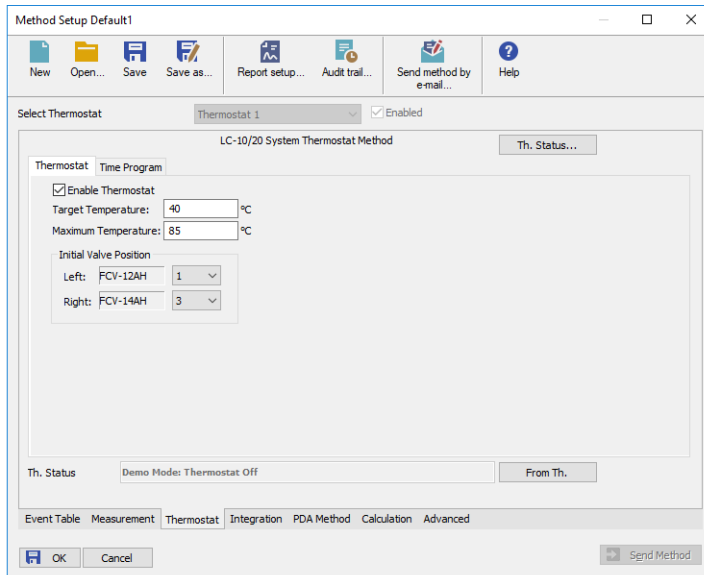 Method Setup Default1
New Open... Save Save as... Report setup... Audit trail... Send method by e-mail... Help
Select Thermostat Thermostat 1 Enabled
LC-10/20 System Thermostat Method Th. Status...
Thermostat Time Program
Enable Thermostat
Target Temperature: 40 °C
Maximum Temperature: 85 °C
Initial Valve Position
Left: FCV-12AH 1
Right: FCV-14AH 3
Th. Status Demo Mode: Thermostat Off From Th.
Event Table Measurement Thermostat Integration PDA Method Calculation Advanced
OK Cancel Send Method